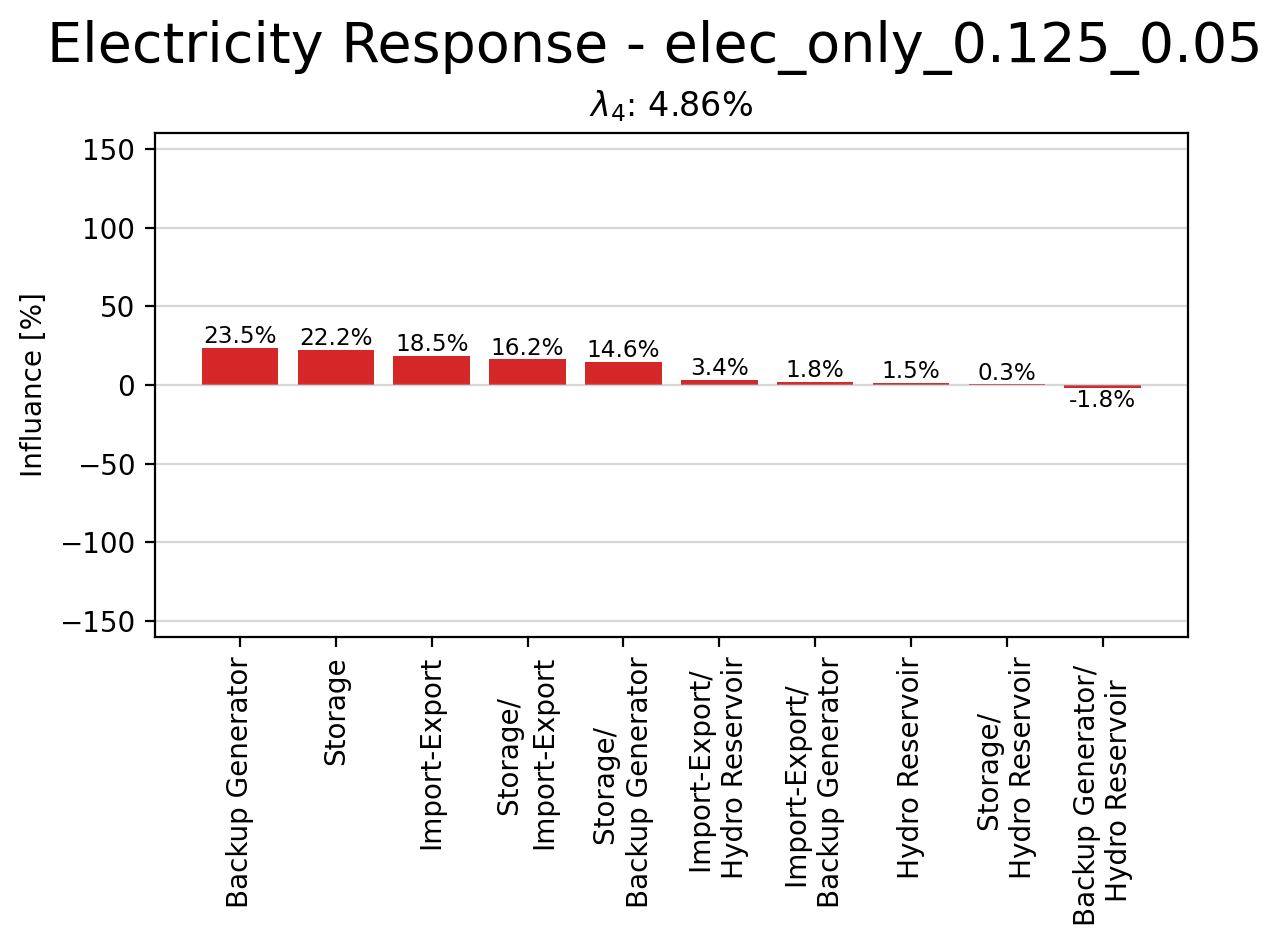 Electricity Response - elec_only_0.125_0.05
λ4: 4.86%
Influance [%]
150
100
50
0
−50
−100
−150
23.5%
22.2%
18.5%
16.2%
14.6%
3.4%
1.8%
1.5%
0.3%
-1.8%
Backup Generator
Storage
Import-Export
Storage/
Import-Export
Storage/
Backup Generator
Import-Export/
Hydro Reservoir
Import-Export/
Backup Generator
Hydro Reservoir
Storage/
Hydro Reservoir
Backup Generator/
Hydro Reservoir